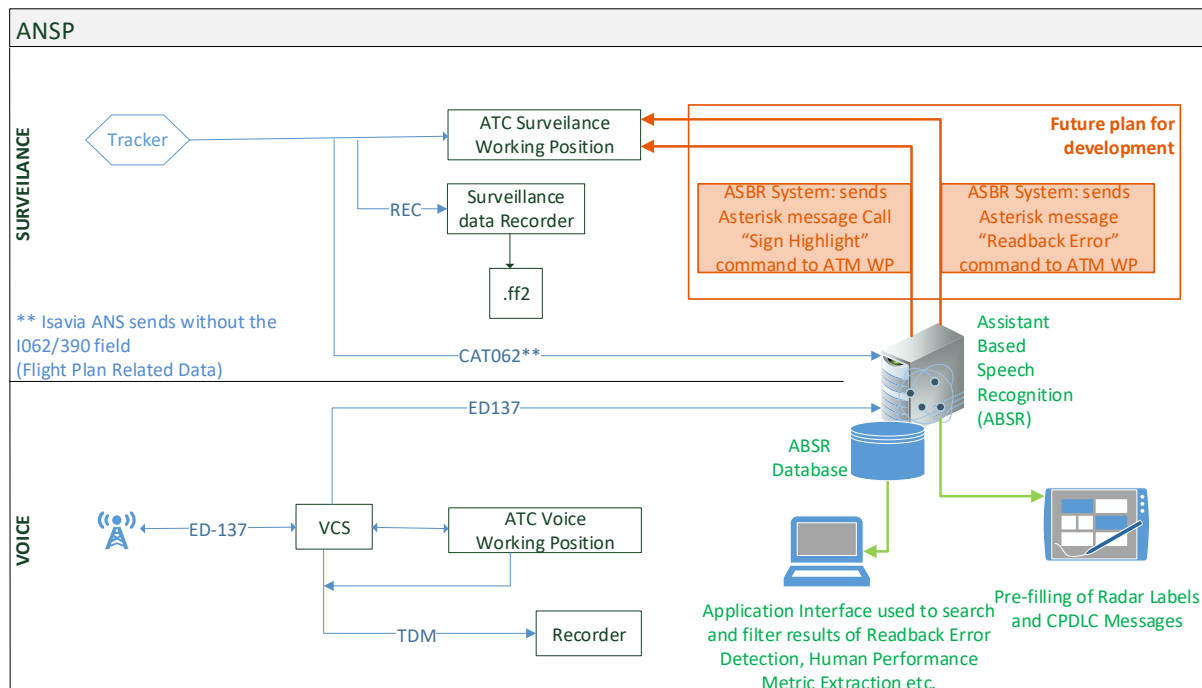 ANSP
SURVEILANCE
Tracker
ATC Surveilance
Working Position
REC
Surveillance
data Recorder
.ff2
Future plan for
development
ASBR System: sends
Asterisk message Call
“Sign Highlight”
command to ATM WP
ASBR System: sends
Asterisk message
“Readback Error”
command to ATM WP
** Isavia ANS sends without the
I062/390 field
(Flight Plan Related Data)
CAT062**
Assistant
Based
Speech
Recognition
(ABSR)
VOICE
ED137
ABSR
Database
ED-137
VCS
ATC Voice
Working Position
TDM
Recorder
Application Interface used to search
and filter results of Readback Error
Detection, Human Performance
Metric Extraction etc.
Pre-filling of Radar Labels
and CPDLC Messages